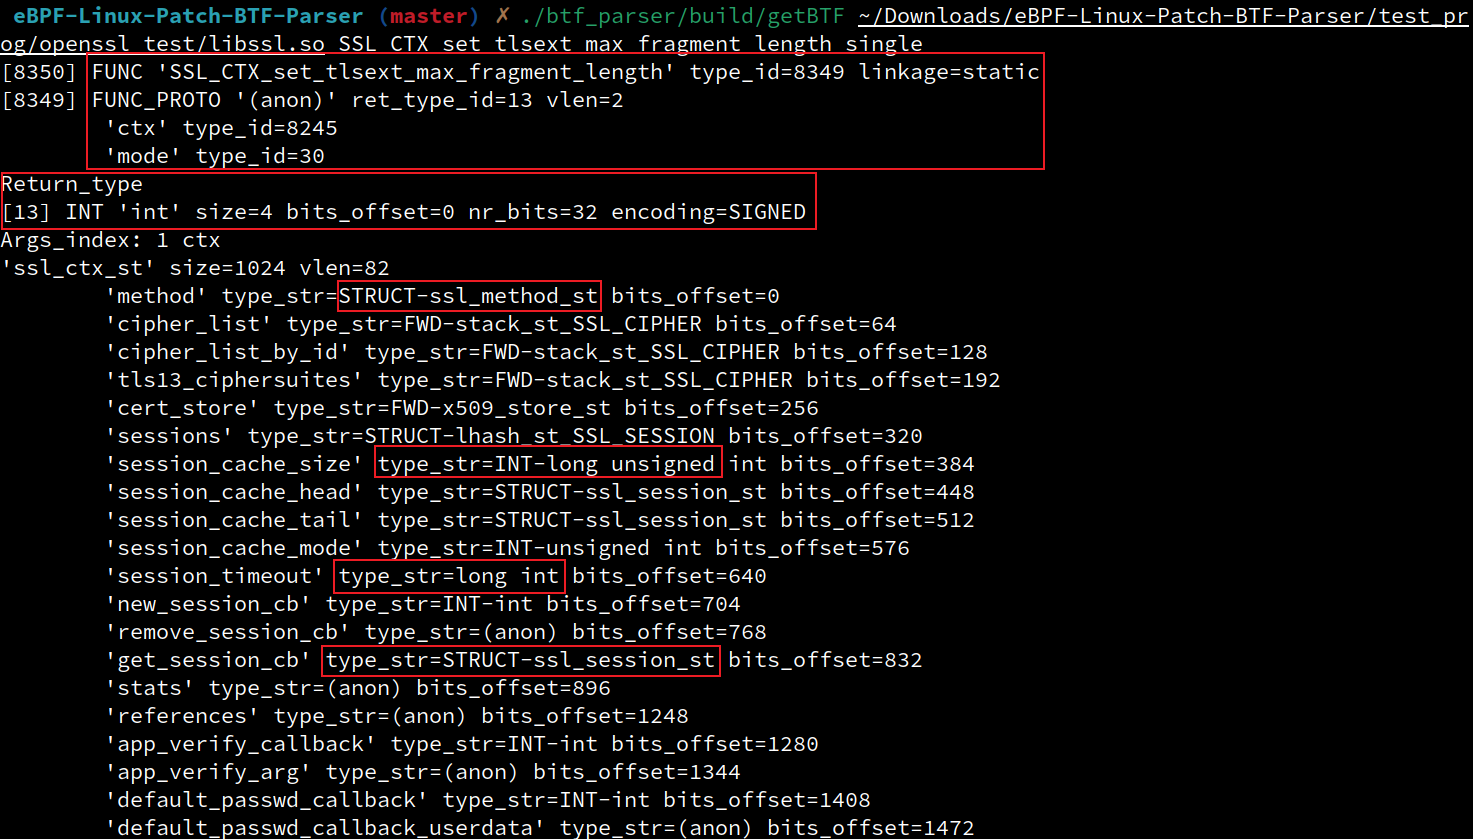 eBPF-Linux-Patch-BTF-Parser (master) ✗ ./btf_parser/build/getBTF ~/Downloads/eBPF-Linux-Patch-BTF-Parser/test_pr
og/openssl_test/libssl.so SSL_CTX_set_tlsext_max_fragment_length single
[8350] FUNC 'SSL_CTX_set_tlsext_max_fragment_length' type_id=8349 linkage=static
[8349] FUNC_PROTO '(anon)' ret_type_id=13 vlen=2
        'ctx' type_id=8245
        'mode' type_id=30
Return_type
[13] INT 'int' size=4 bits_offset=0 nr_bits=32 encoding=SIGNED
Args_index: 1 ctx
'ssl_ctx_st' size=1024 vlen=82
        'method' type_str=STRUCT-ssl_method_st bits_offset=0
        'cipher_list' type_str=FWD-stack_st_SSL_CIPHER bits_offset=64
        'cipher_list_by_id' type_str=FWD-stack_st_SSL_CIPHER bits_offset=128
        'tls13_ciphersuites' type_str=FWD-stack_st_SSL_CIPHER bits_offset=192
        'cert_store' type_str=FWD-x509_store_st bits_offset=256
        'sessions' type_str=STRUCT-lhash_st_SSL_SESSION bits_offset=320
        'session_cache_size' type_str=INT-long unsigned int bits_offset=384
        'session_cache_head' type_str=STRUCT-ssl_session_st bits_offset=448
        'session_cache_tail' type_str=STRUCT-ssl_session_st bits_offset=512
        'session_cache_mode' type_str=INT-unsigned int bits_offset=576
        'session_timeout' type_str=long int bits_offset=640
        'new_session_cb' type_str=INT-int bits_offset=704
        'remove_session_cb' type_str=(anon) bits_offset=768
        'get_session_cb' type_str=STRUCT-ssl_session_st bits_offset=832
        'stats' type_str=(anon) bits_offset=896
        'references' type_str=(anon) bits_offset=1248
        'app_verify_callback' type_str=INT-int bits_offset=1280
        'app_verify_arg' type_str=(anon) bits_offset=1344
        'default_passwd_callback' type_str=INT-int bits_offset=1408
        'default_passwd_callback_userdata' type_str=(anon) bits_offset=1472